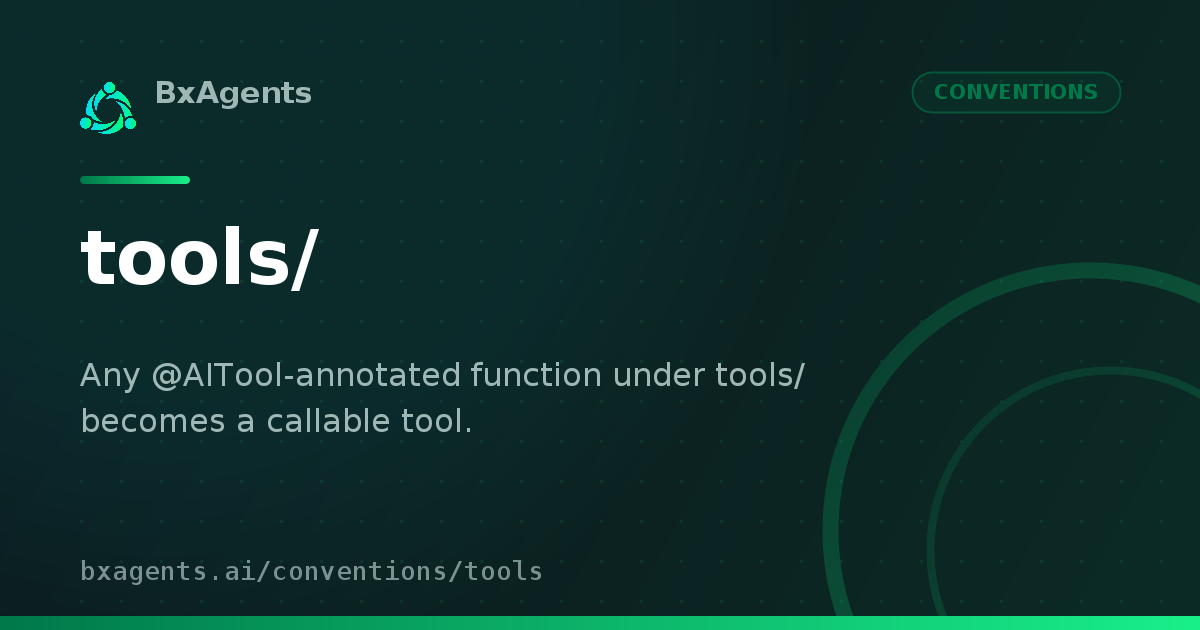 BxAgents
CONVENTIONS
tools/
Any @AITool-annotated function under tools/
becomes a callable tool.
bxagents.ai/conventions/tools